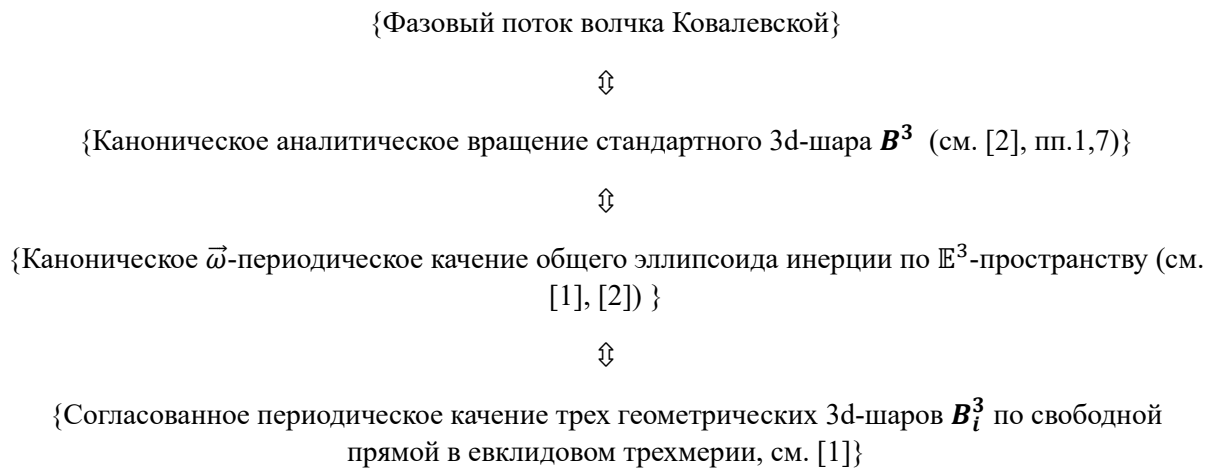 {Фазовый поток волчка Ковалевской}
⇕
{Каноническое аналитическое вращение стандартного 3d-шара 𝑩³ (см. [2], пп.1,7)}
⇕
{Каноническое 𝜔⃗-периодическое качение общего эллипсоида инерции по 𝔼³-пространству (см.
[1], [2]) }
⇕
{Согласованное периодическое качение трех геометрических 3d-шаров 𝑩ᵢ³ по свободной
прямой в евклидовом трехмерии, см. [1]}